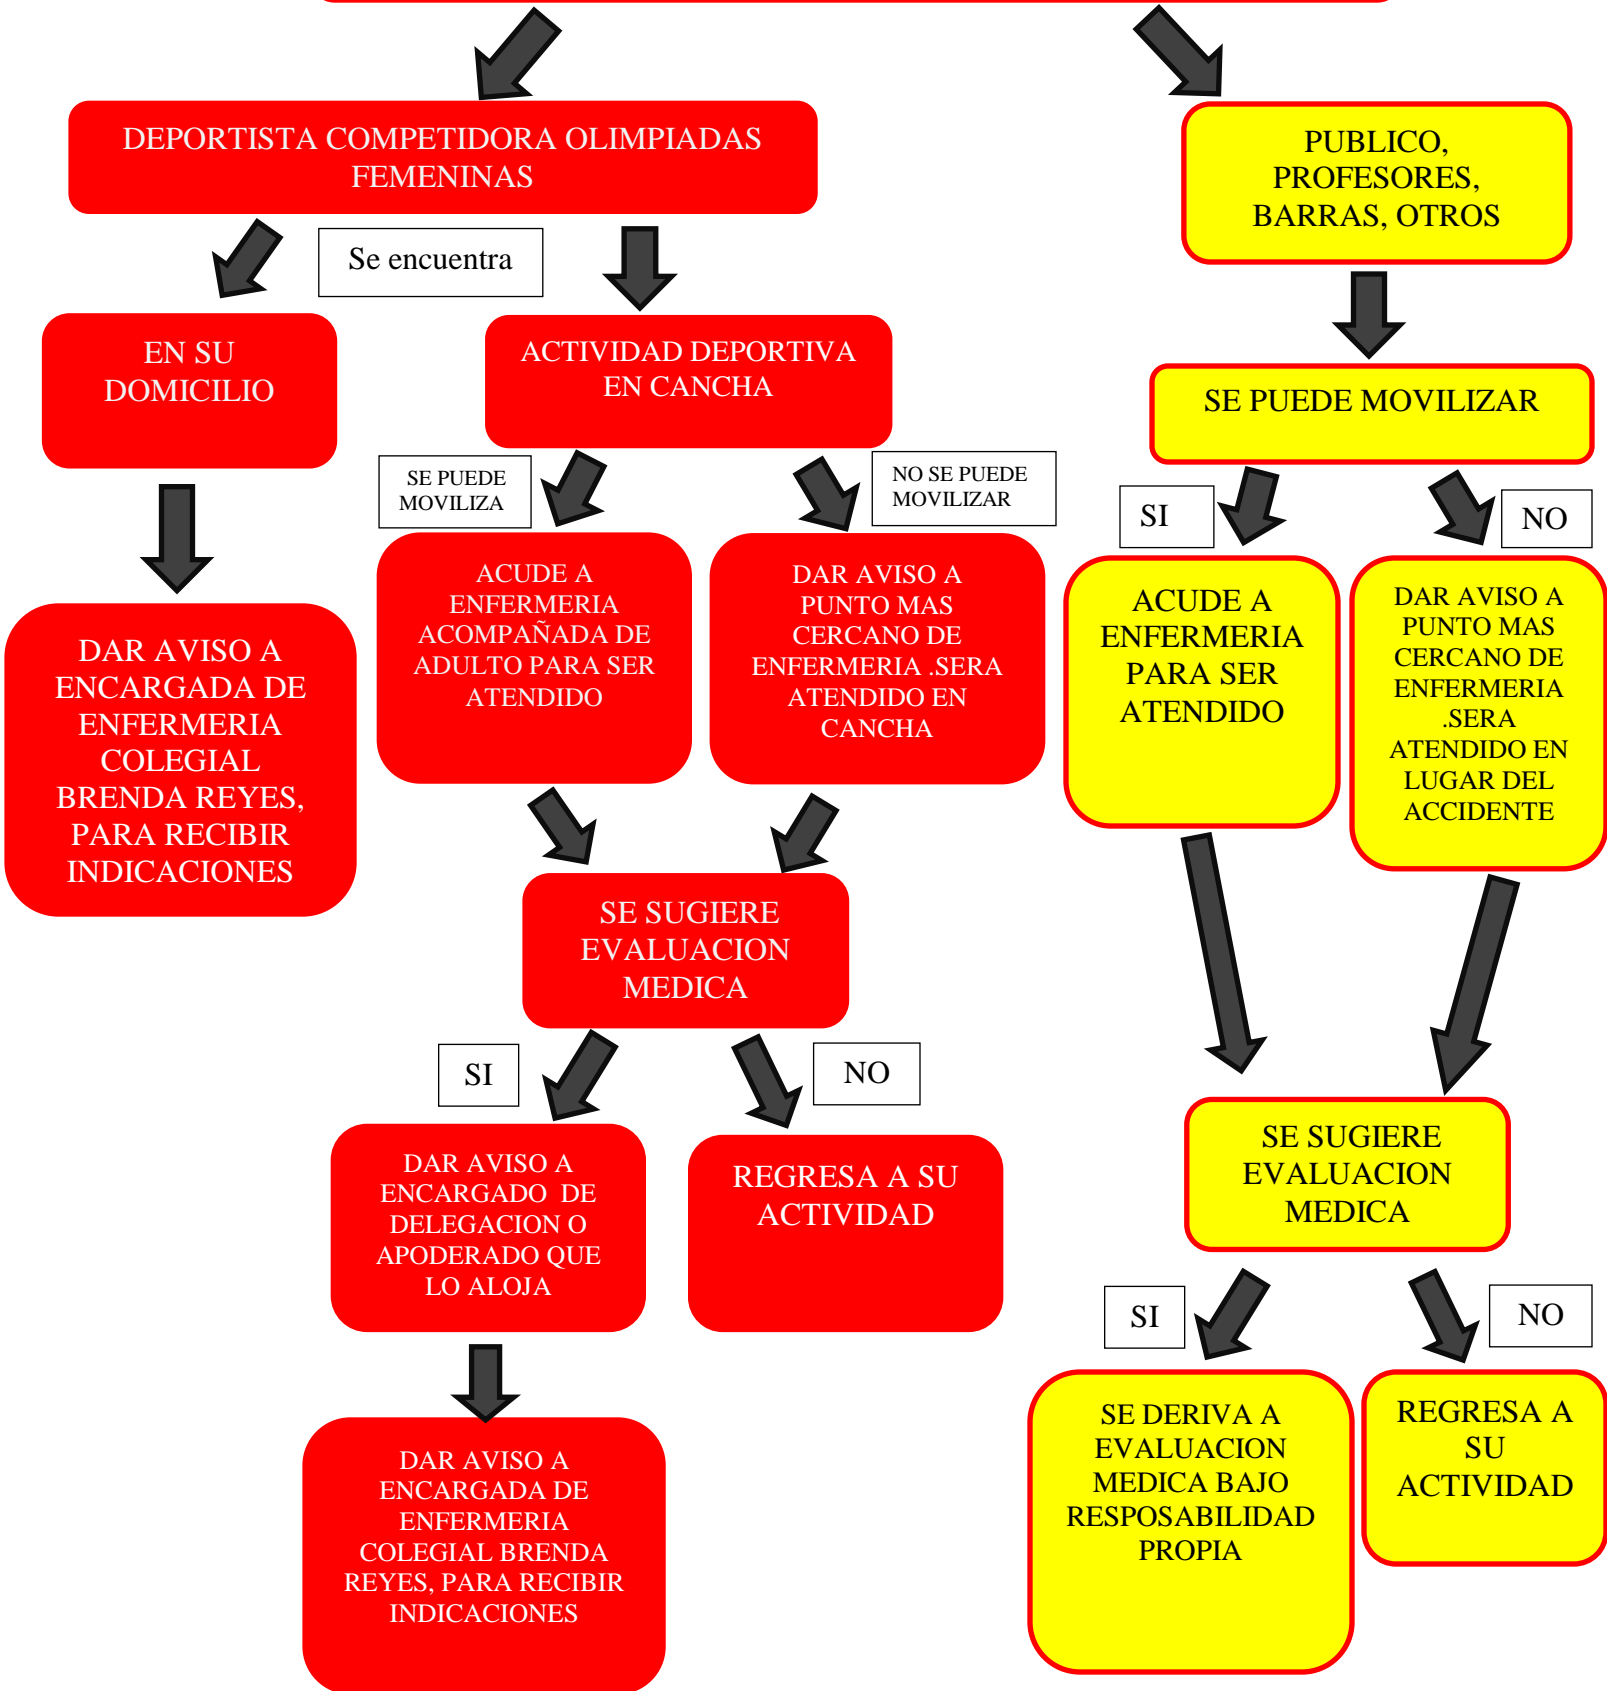 DEPORTISTA COMPETIDORA OLIMPIADAS
FEMENINAS
PUBLICO,
PROFESORES,
BARRAS, OTROS
Se encuentra
EN SU
DOMICILIO
ACTIVIDAD DEPORTIVA
EN CANCHA
SE PUEDE MOVILIZAR
SE PUEDE
MOVILIZA
NO SE PUEDE
MOVILIZAR
SI
NO
DAR AVISO A
ENCARGADA DE
ENFERMERIA
COLEGIAL
BRENDA REYES,
PARA RECIBIR
INDICACIONES
ACUDE A
ENFERMERIA
ACOMPAÑADA DE
ADULTO PARA SER
ATENDIDO
DAR AVISO A
PUNTO MAS
CERCANO DE
ENFERMERIA .SERA
ATENDIDO EN
CANCHA
ACUDE A
ENFERMERIA
PARA SER
ATENDIDO
DAR AVISO A
PUNTO MAS
CERCANO DE
ENFERMERIA
.SERA
ATENDIDO EN
LUGAR DEL
ACCIDENTE
SE SUGIERE
EVALUACION
MEDICA
SI
NO
DAR AVISO A
ENCARGADO  DE
DELEGACION O
APODERADO QUE
LO ALOJA
REGRESA A SU
ACTIVIDAD
SE SUGIERE
EVALUACION
MEDICA
SI
NO
DAR AVISO A
ENCARGADA DE
ENFERMERIA
COLEGIAL BRENDA
REYES, PARA RECIBIR
INDICACIONES
SE DERIVA A
EVALUACION
MEDICA BAJO
RESPOSABILIDAD
PROPIA
REGRESA A
SU
ACTIVIDAD